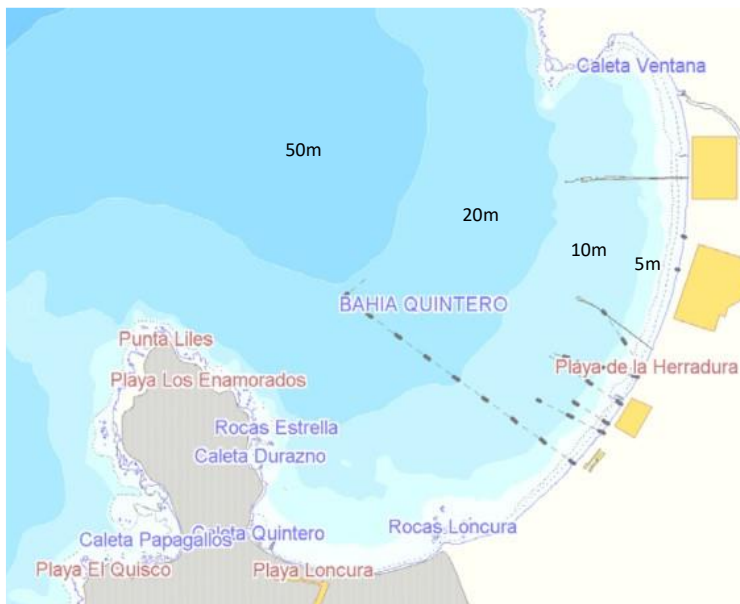 Caleta Ventana
50m
20m
10m
5m
BAHIA QUINTERO
Punta Liles
Playa de la Herradura
Playa Los Enamorados
Rocas Estrella
Caleta Durazno
Rocas Loncura
Caleta Quintero
Caleta Papagallos
Playa El Quisco
Playa Loncura